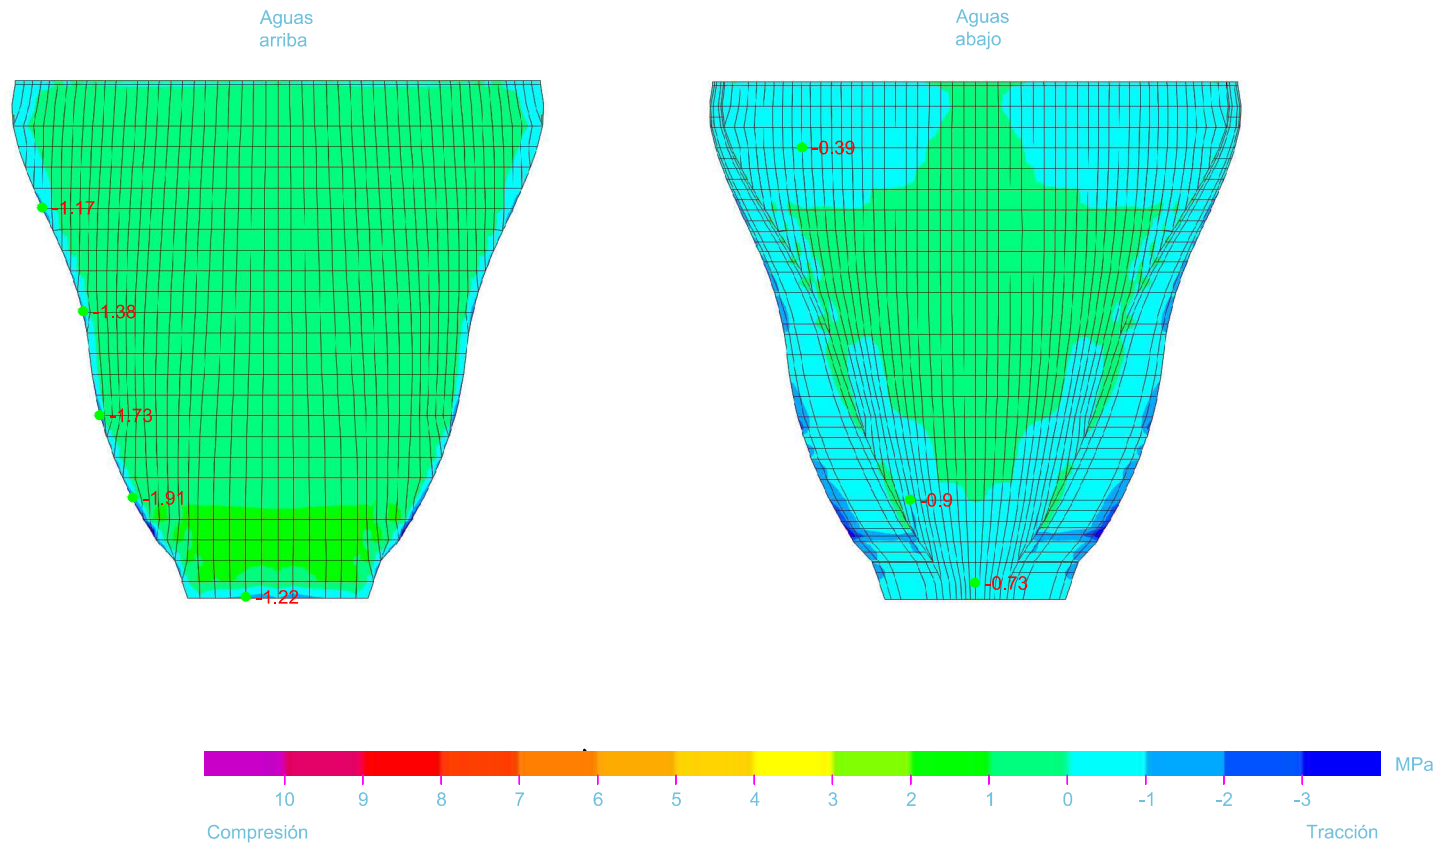 Aguas
arriba
Aguas
abajo
-1.17
-1.38
-1.73
-1.91
-1.22
-0.39
-0.9
-0.73
MPa
10 9 8 7 6 5 4 3 2 1 0 -1 -2 -3
Compresión
Tracción